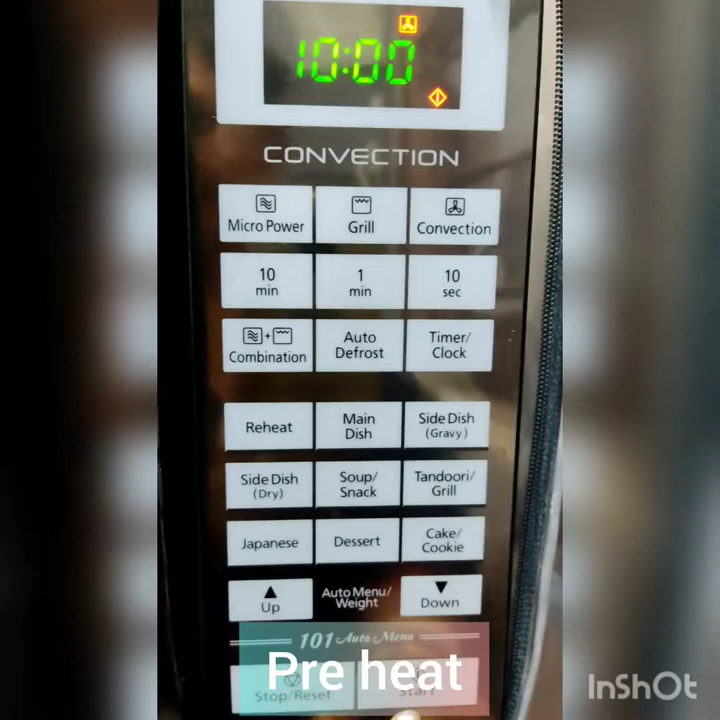 10:00
CONVECTION
Micro Power
Grill
Convection
10
min
1
min
10
sec
+
Combination
Auto
Defrost
Timer/
Clock
Reheat
Main
Dish
Side Dish
(Gravy)
Side Dish
(Dry)
Soup/
Snack
Tandoori/
Grill
Japanese
Dessert
Cake/
Cookie
Up
Auto Menu/
Weight
Down
101 Auto Menu
Pre heat
Stop/Reset
Start
InShOt